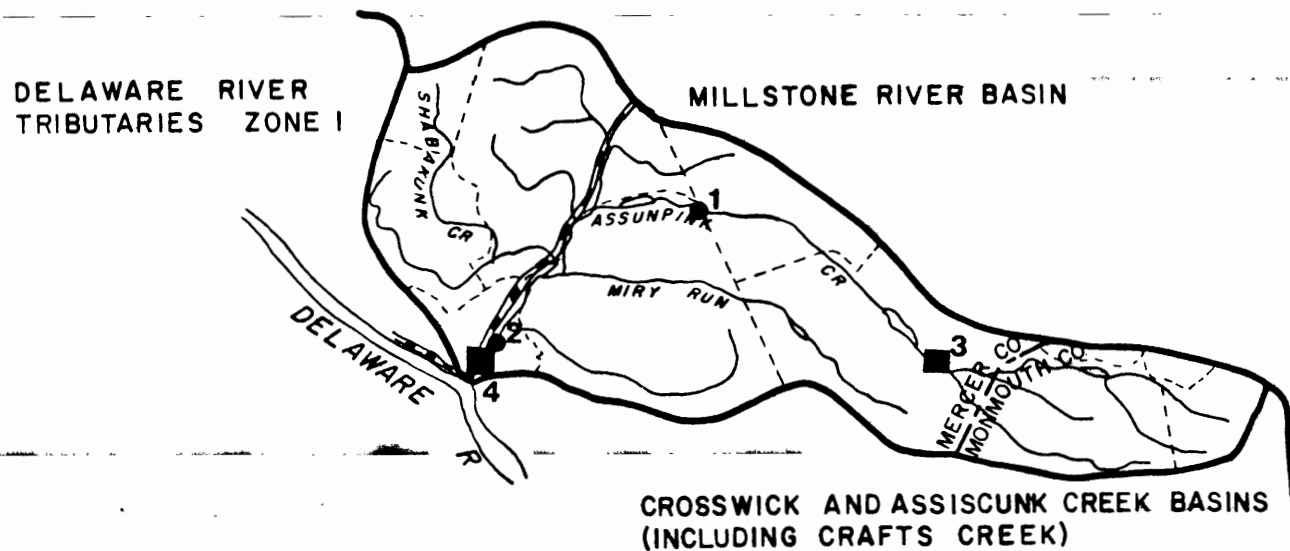 DELAWARE RIVER
TRIBUTARIES ZONE I
MILLSTONE RIVER BASIN
SHABAKUNK
CR
1
ASSUNPINK
CR
MIRY RUN
DELAWARE
R
2
4
3
MERCER CO
MONMOUTH CO
CROSSWICK AND ASSISCUNK CREEK BASINS
(INCLUDING CRAFTS CREEK)